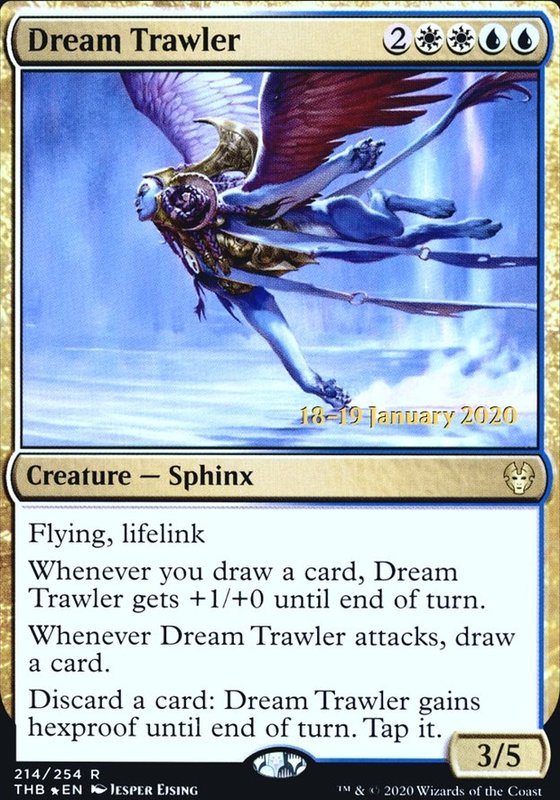 Dream Trawler 2
18–19 January 2020
Creature — Sphinx
Flying, lifelink
Whenever you draw a card, Dream
Trawler gets +1/+0 until end of turn.
Whenever Dream Trawler attacks, draw
a card.
Discard a card: Dream Trawler gains
hexproof until end of turn. Tap it.
3/5
214/254 R
THB ★ EN Jesper Eising
™ & © 2020 Wizards of the Coast